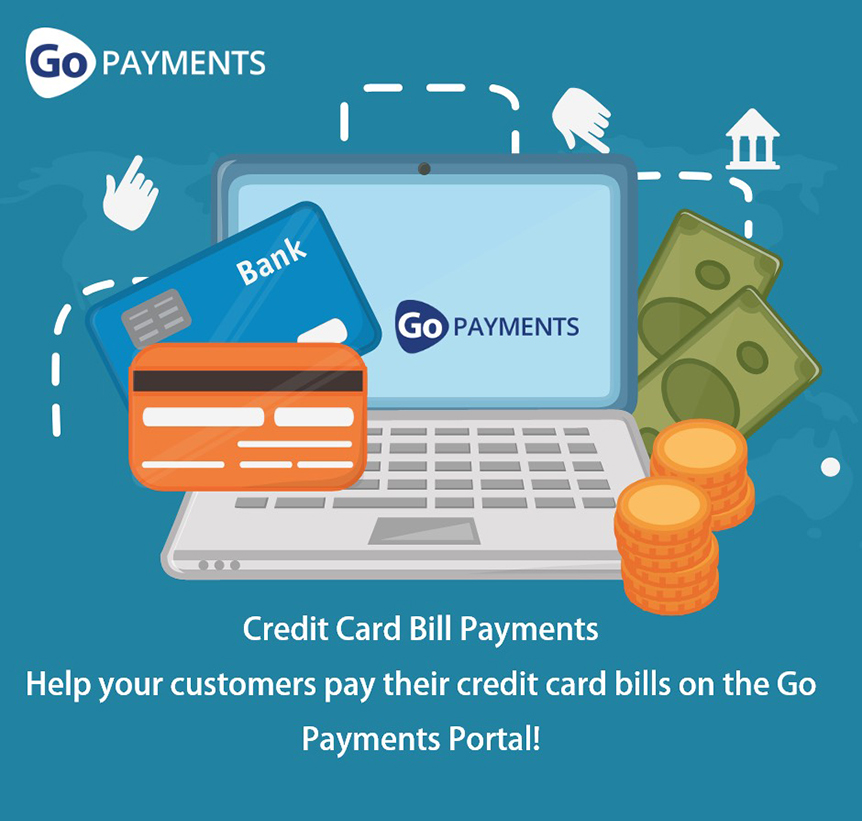 Go PAYMENTS
Bank
Go PAYMENTS
Credit Card Bill Payments
Help your customers pay their credit card bills on the Go
Payments Portal!